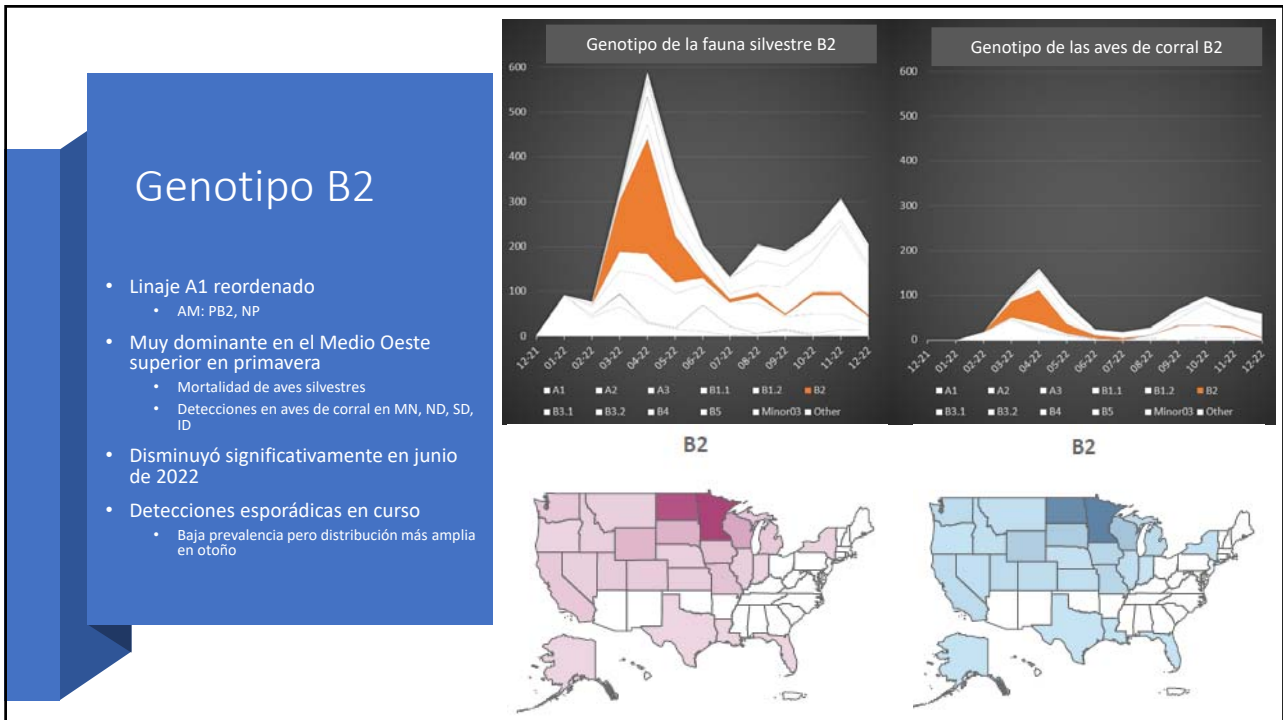 Genotipo B2
• Linaje A1 reordenado
• AM: PB2, NP
• Muy dominante en el Medio Oeste
superior en primavera
• Mortalidad de aves silvestres
• Detecciones en aves de corral en MN, ND, SD,
ID
• Disminuyó significativamente en junio
de 2022
• Detecciones esporádicas en curso
• Baja prevalencia pero distribución más amplia
en otoño
Genotipo de la fauna silvestre B2
600
500
400
300
200
100
0
12-21 01-22 02-22 03-22 04-22 05-22 06-22 07-22 08-22 09-22 10-22 11-22 12-22
A1 A2 A3 B1.1 B1.2 B2
B3.1 B3.2 B4 B5 Minor03 Other
B2
Genotipo de las aves de corral B2
600
500
400
300
200
100
0
12-21 01-22 02-22 03-22 04-22 05-22 06-22 07-22 08-22 09-22 10-22 11-22 12-22
A1 A2 A3 B1.1 B1.2 B2
B3.1 B3.2 B4 B5 Minor03 Other
B2